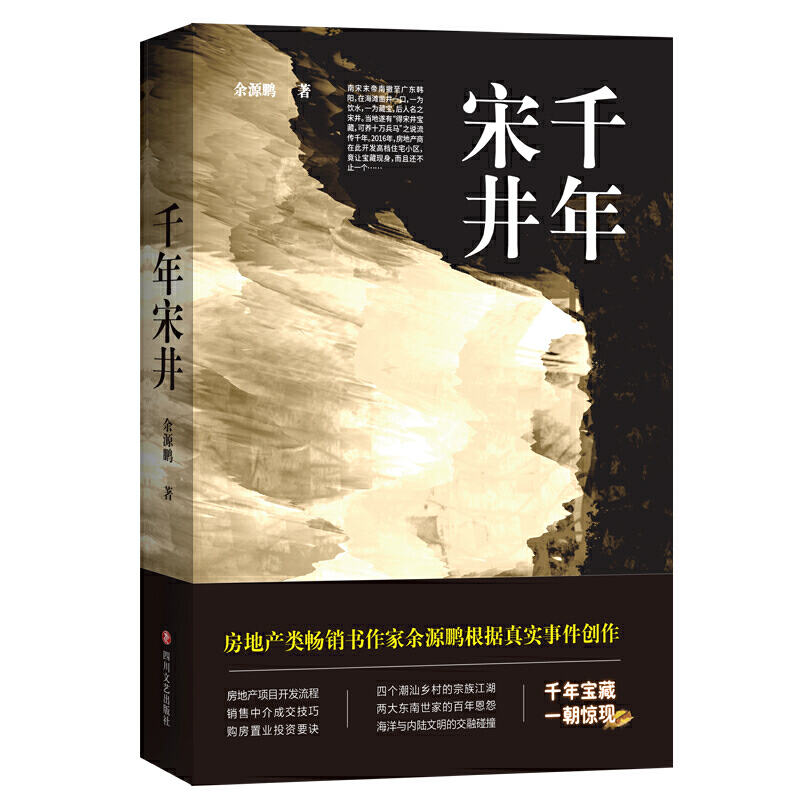 千年宋井
余源鹏 著
南宋末帝南撤至广东韩
阳,在海滩凿井一口,一为
饮水,一为藏宝,后人名之
宋井。当地遂有“得宋井宝
藏,可养十万兵马”之说流
传千年。2016年,房地产商
在此开发高档住宅小区,
竟让宝藏现身,而且还不
止一个……
千年宋井
余源鹏 著
四川文艺出版社
房地产类畅销书作家余源鹏根据真实事件创作
房地产项目开发流程
销售中介成交技巧
购房置业投资要诀
四个潮汕乡村的宗族江湖
两大东南世家的百年恩怨
海洋与内陆文明的交融碰撞
千年宝藏
一朝惊现